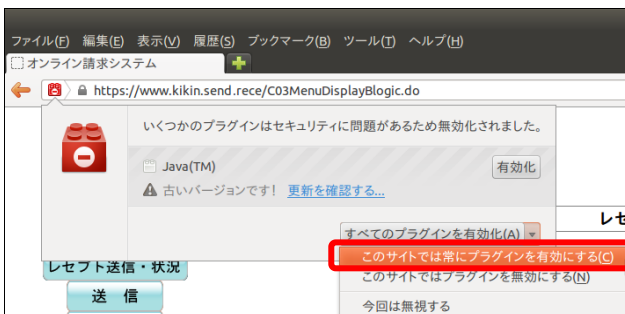 ファイル(F) 編集(E) 表示(V) 履歴(S) ブックマーク(B) ツール(T) ヘルプ(H)
オンライン請求システム
https://www.kikin.send.rece/C03MenuDisplayBlogic.do
いくつかのプラグインはセキュリティに問題があるため無効化されました。
Java(TM) 有効化
古いバージョンです! 更新を確認する...
レセ
すべてのプラグインを有効化(A)
このサイトでは常にプラグインを有効にする(C)
レセプト送信・状況
このサイトではプラグインを無効にする(N)
送 信
今回は無視する